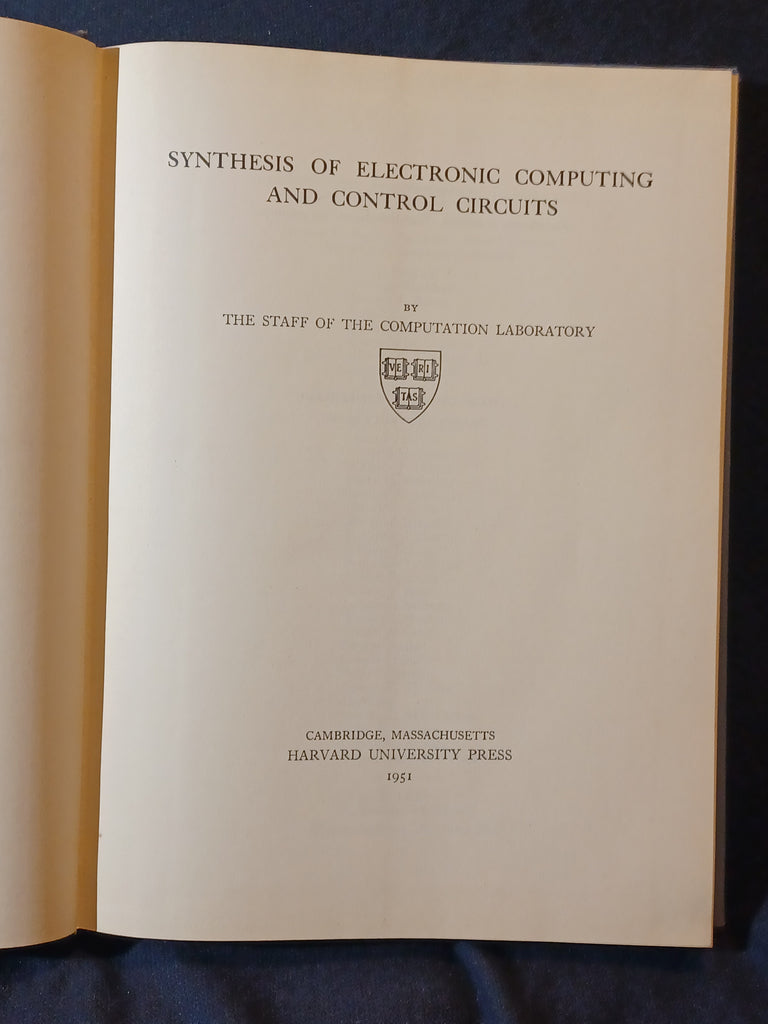 SYNTHESIS OF ELECTRONIC COMPUTING
AND CONTROL CIRCUITS
BY
THE STAFF OF THE COMPUTATION LABORATORY
VE RI
TAS
CAMBRIDGE, MASSACHUSETTS
HARVARD UNIVERSITY PRESS
1951